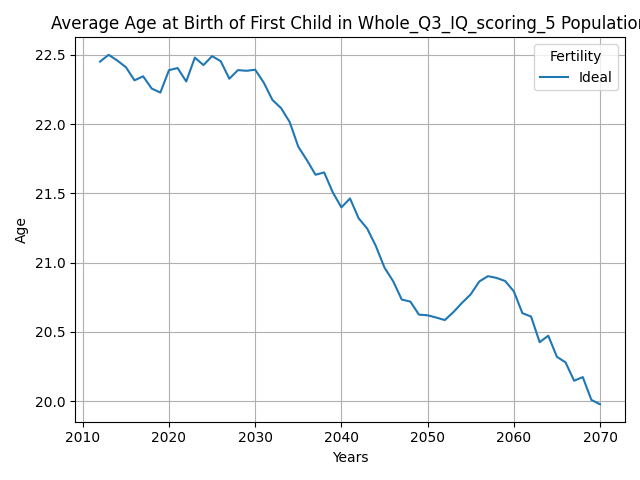 Average Age at Birth of First Child in Whole_Q3_IQ_scoring_5 Population
Fertility
Ideal
22.5
22.0
21.5
21.0
20.5
20.0
Age
2010 2020 2030 2040 2050 2060 2070
Years